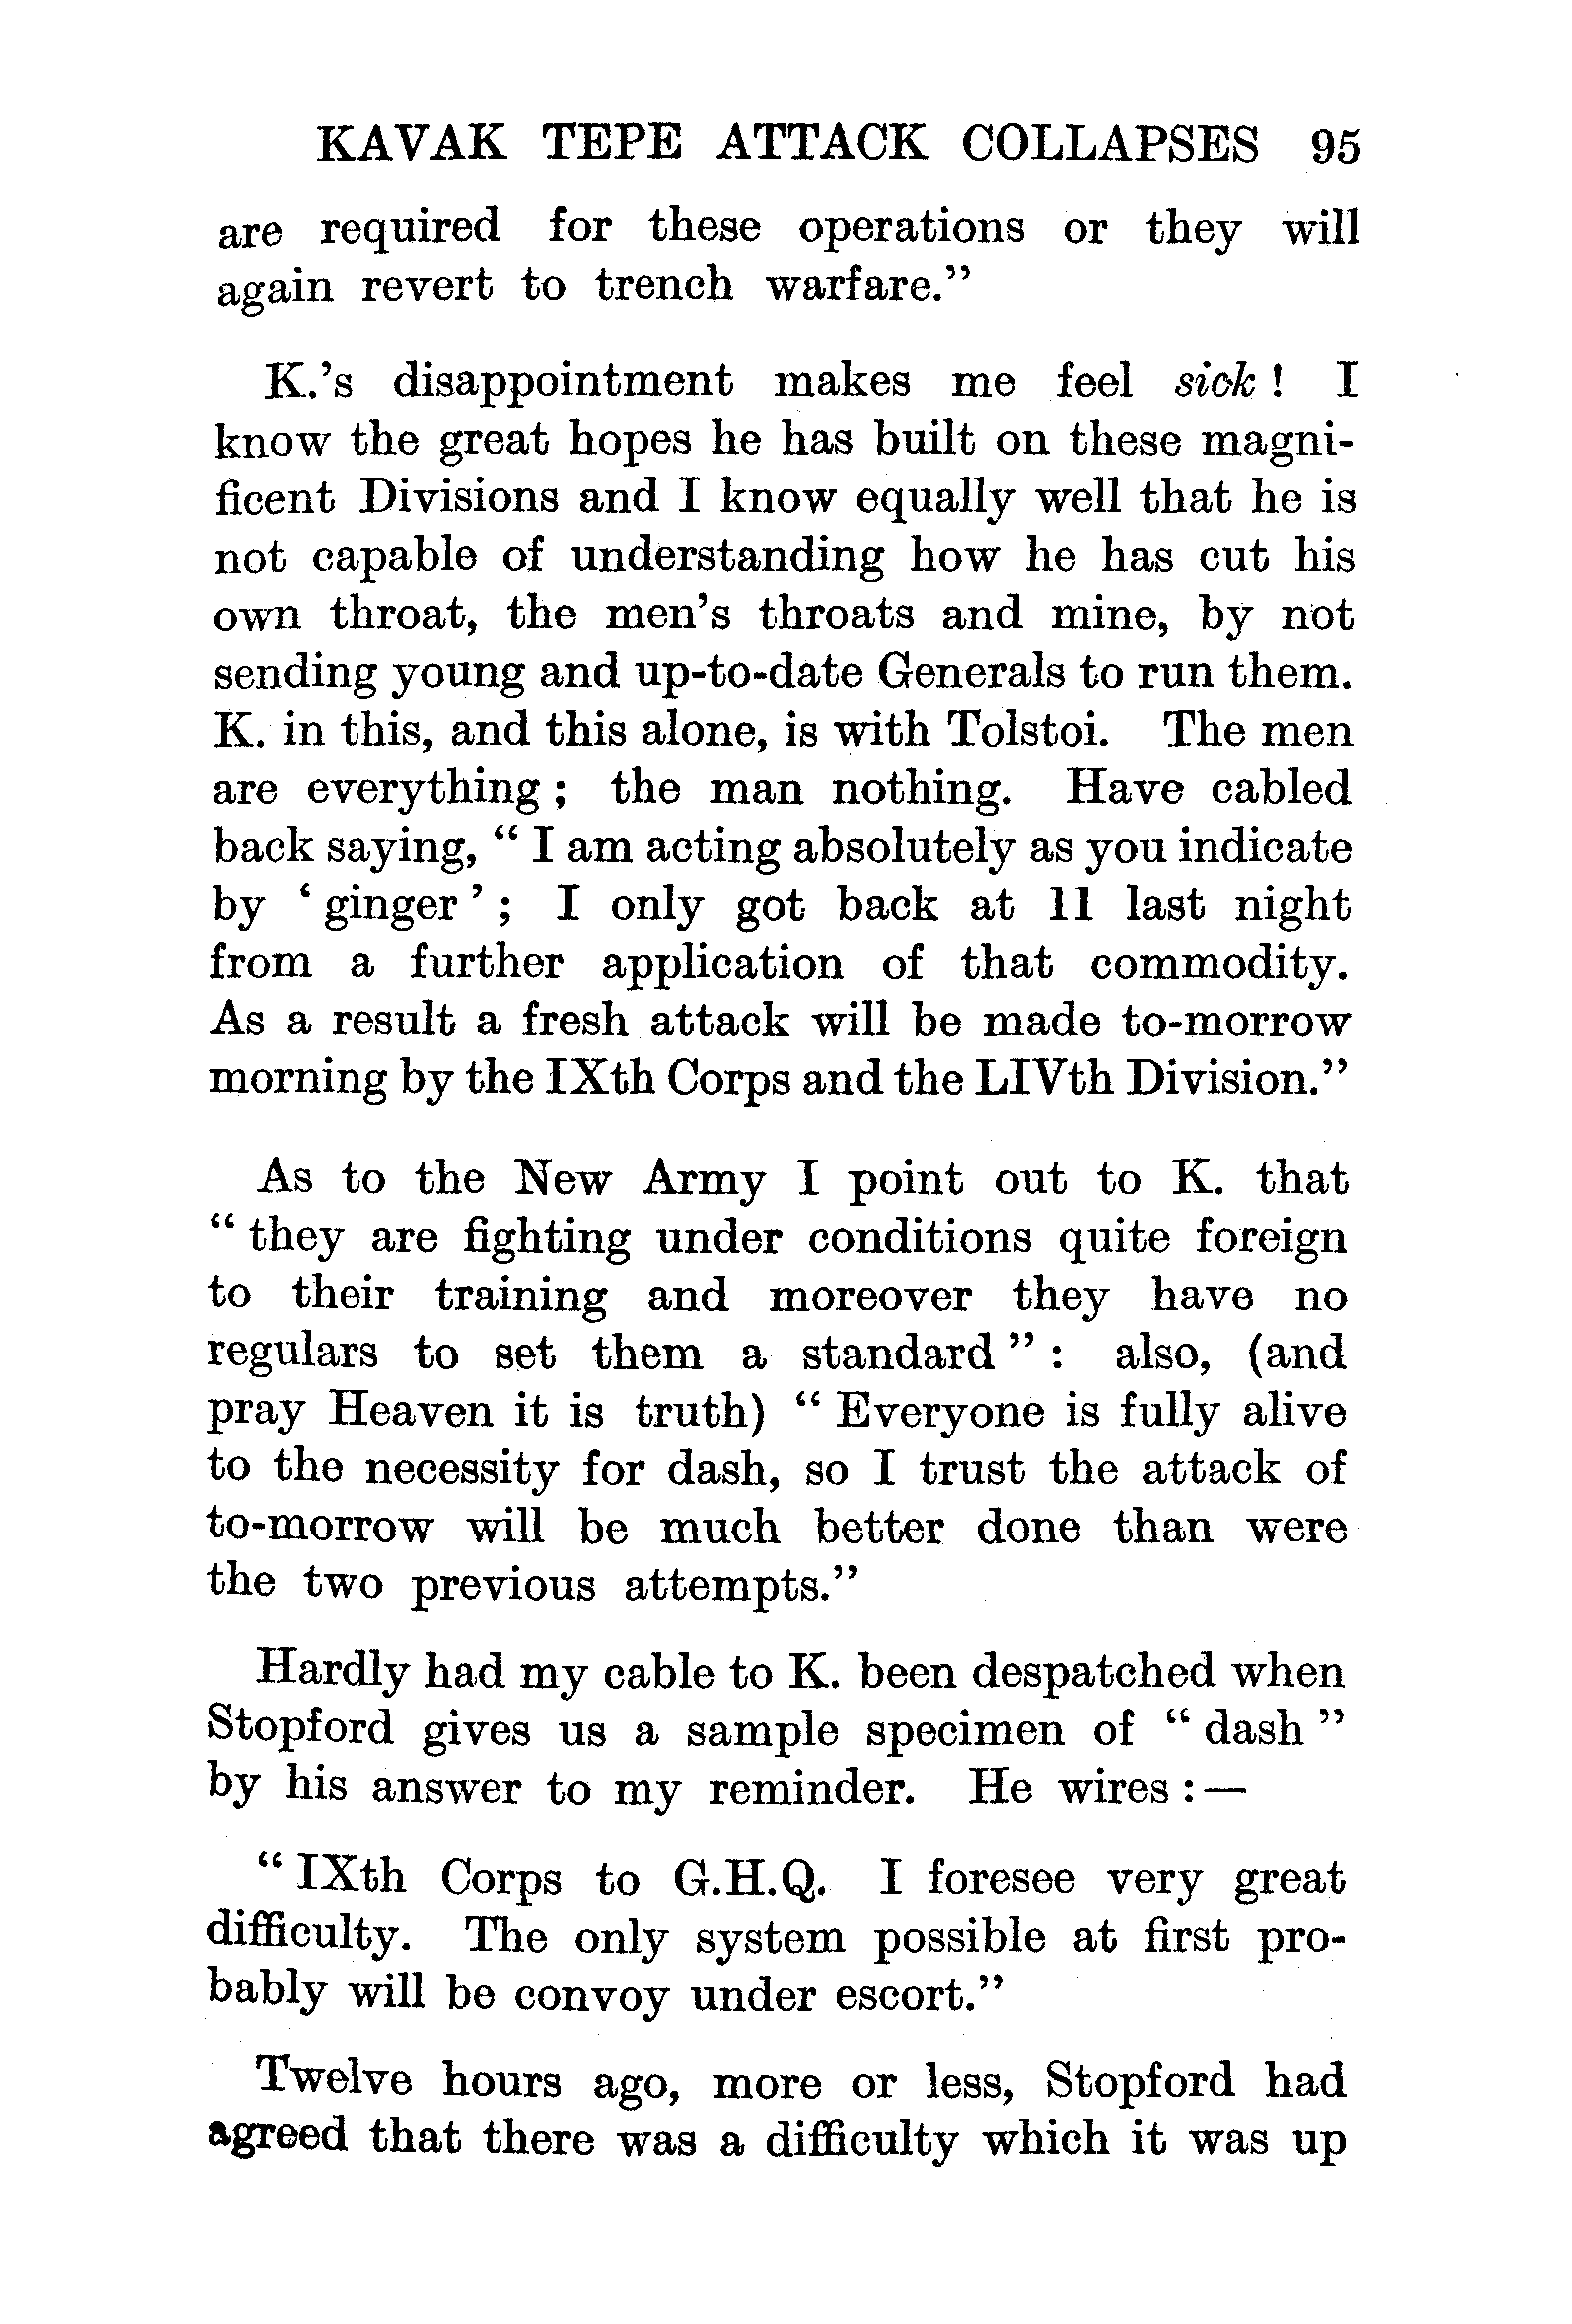 KAVAK TEPE ATTACK COLLAPSES 95
are required for these operations or they will
again revert to trench warfare."
K.'s disappointment makes me feel sick! I
know the great hopes he has built on these magni-
ficent Divisions and I know equally well that he is
not capable of understanding how he has cut his
own throat, the men's throats and mine, by not
sending young and up-to-date Generals to run them.
K. in this, and this alone, is with Tolstoi. The men
are everything; the man nothing. Have cabled
back saying, "I am acting absolutely as you indicate
by 'ginger'; I only got back at 11 last night
from a further application of that commodity.
As a result a fresh attack will be made to-morrow
morning by the IXth Corps and the LIVth Division."
As to the New Army I point out to K. that
"they are fighting under conditions quite foreign
to their training and moreover they have no
regulars to set them a standard": also, (and
pray Heaven it is truth) "Everyone is fully alive
to the necessity for dash, so I trust the attack of
to-morrow will be much better done than were
the two previous attempts."
Hardly had my cable to K. been despatched when
Stopford gives us a sample specimen of "dash"
by his answer to my reminder. He wires:—
"IXth Corps to G.H.Q. I foresee very great
difficulty. The only system possible at first pro-
bably will be convoy under escort."
Twelve hours ago, more or less, Stopford had
agreed that there was a difficulty which it was up